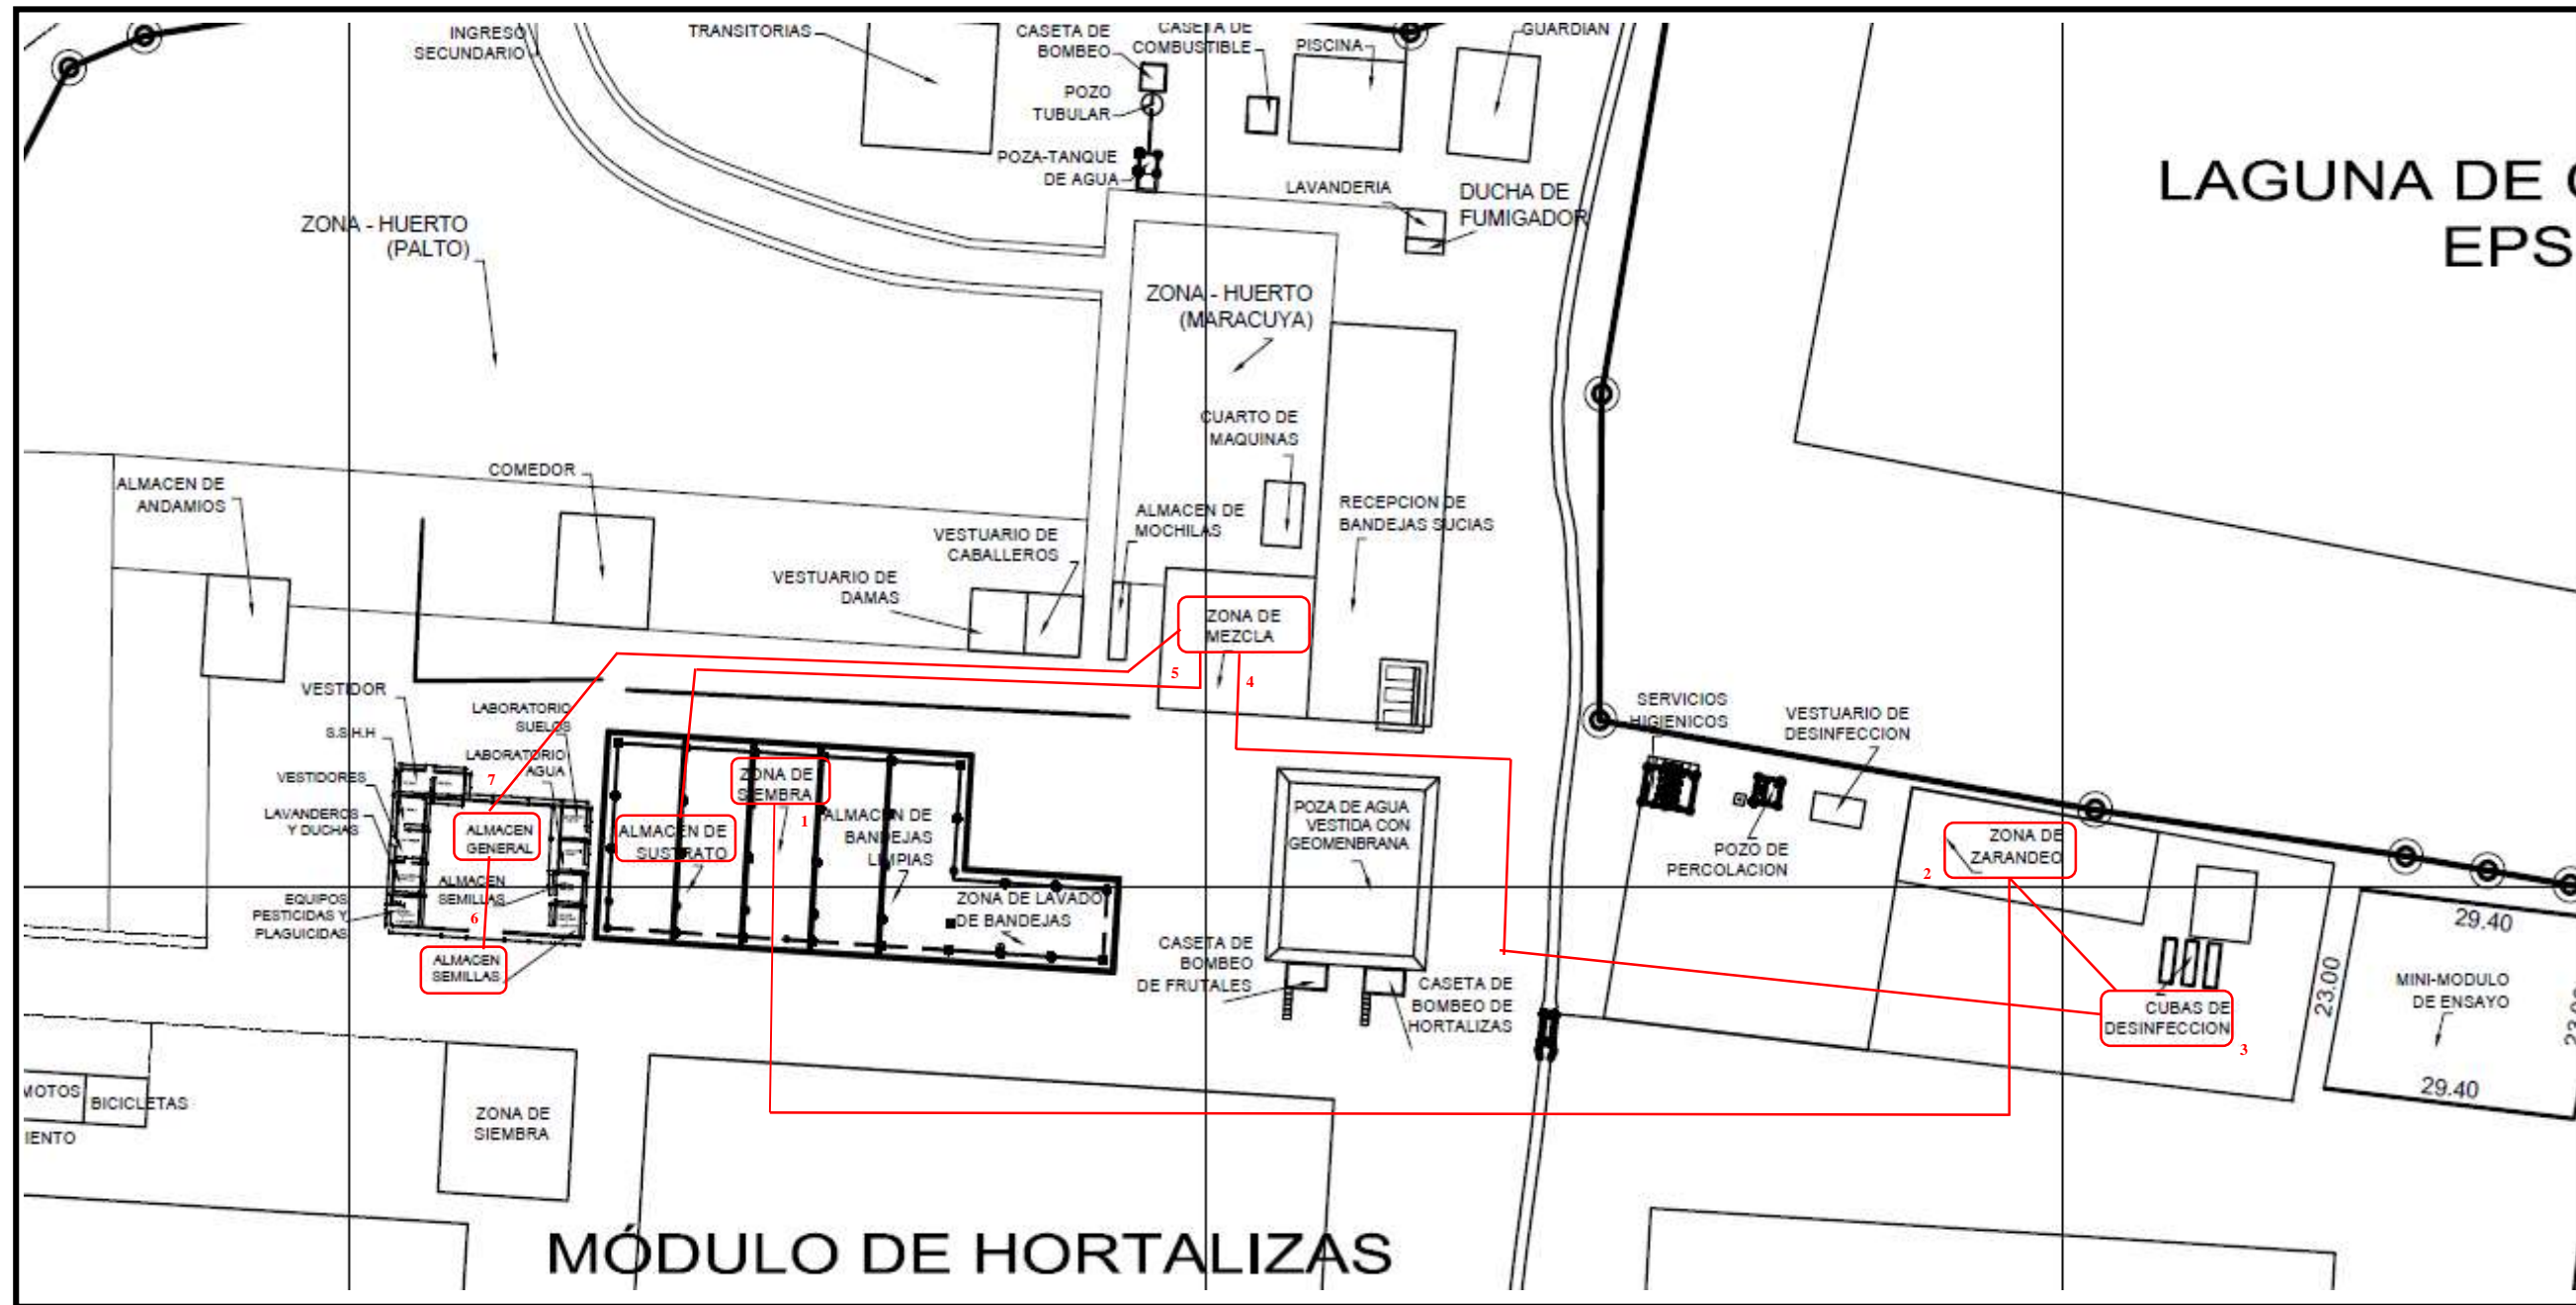 INGRESO
SECUNDARIO
TRANSITORIAS
CASETA DE
BOMBEO
CASETA DE
COMBUSTIBLE
PISCINA
GUARDIAN
POZO
TUBULAR
POZA-TANQUE
DE AGUA
LAVANDERIA
DUCHA DE
FUMIGADOR
LAGUNA DE
EPS
ZONA - HUERTO
(PALTO)
ZONA - HUERTO
(MARACUYA)
CUARTO DE
MAQUINAS
ALMACEN DE
ANDAMIOS
COMEDOR
VESTUARIO DE
CABALLEROS
ALMACEN DE
MOCHILAS
RECEPCION DE
BANDEJAS SUCIAS
VESTUARIO DE
DAMAS
ZONA DE
MEZCLA
5
4
VESTIDOR
LABORATORIO
SUELOS
S.S.H.H
LABORATORIO
AGUA
7
VESTIDORES
LAVANDEROS
Y DUCHAS
ALMACEN
GENERAL
ALMACEN DE
SUSTRATO
ZONA DE
SIEMBRA
1
ALMACEN DE
BANDEJAS
LIMPIAS
POZA DE AGUA
VESTIDA CON
GEOMENBRANA
SERVICIOS
HIGIENICOS
VESTUARIO DE
DESINFECCION
POZO DE
PERCOLACION
ZONA DE
ZARANDEO
2
ALMACEN
SEMILLAS
6
EQUIPOS
PESTICIDAS Y
PLAGUICIDAS
ZONA DE LAVADO
DE BANDEJAS
ALMACEN
SEMILLAS
CASETA DE
BOMBEO
DE FRUTALES
CASETA DE
BOMBEO DE
HORTALIZAS
CUBAS DE
DESINFECCION
3
29.40
23.00
MINI-MODULO
DE ENSAYO
29.40
MOTOS
BICICLETAS
IENTO
ZONA DE
SIEMBRA
MÓDULO DE HORTALIZAS